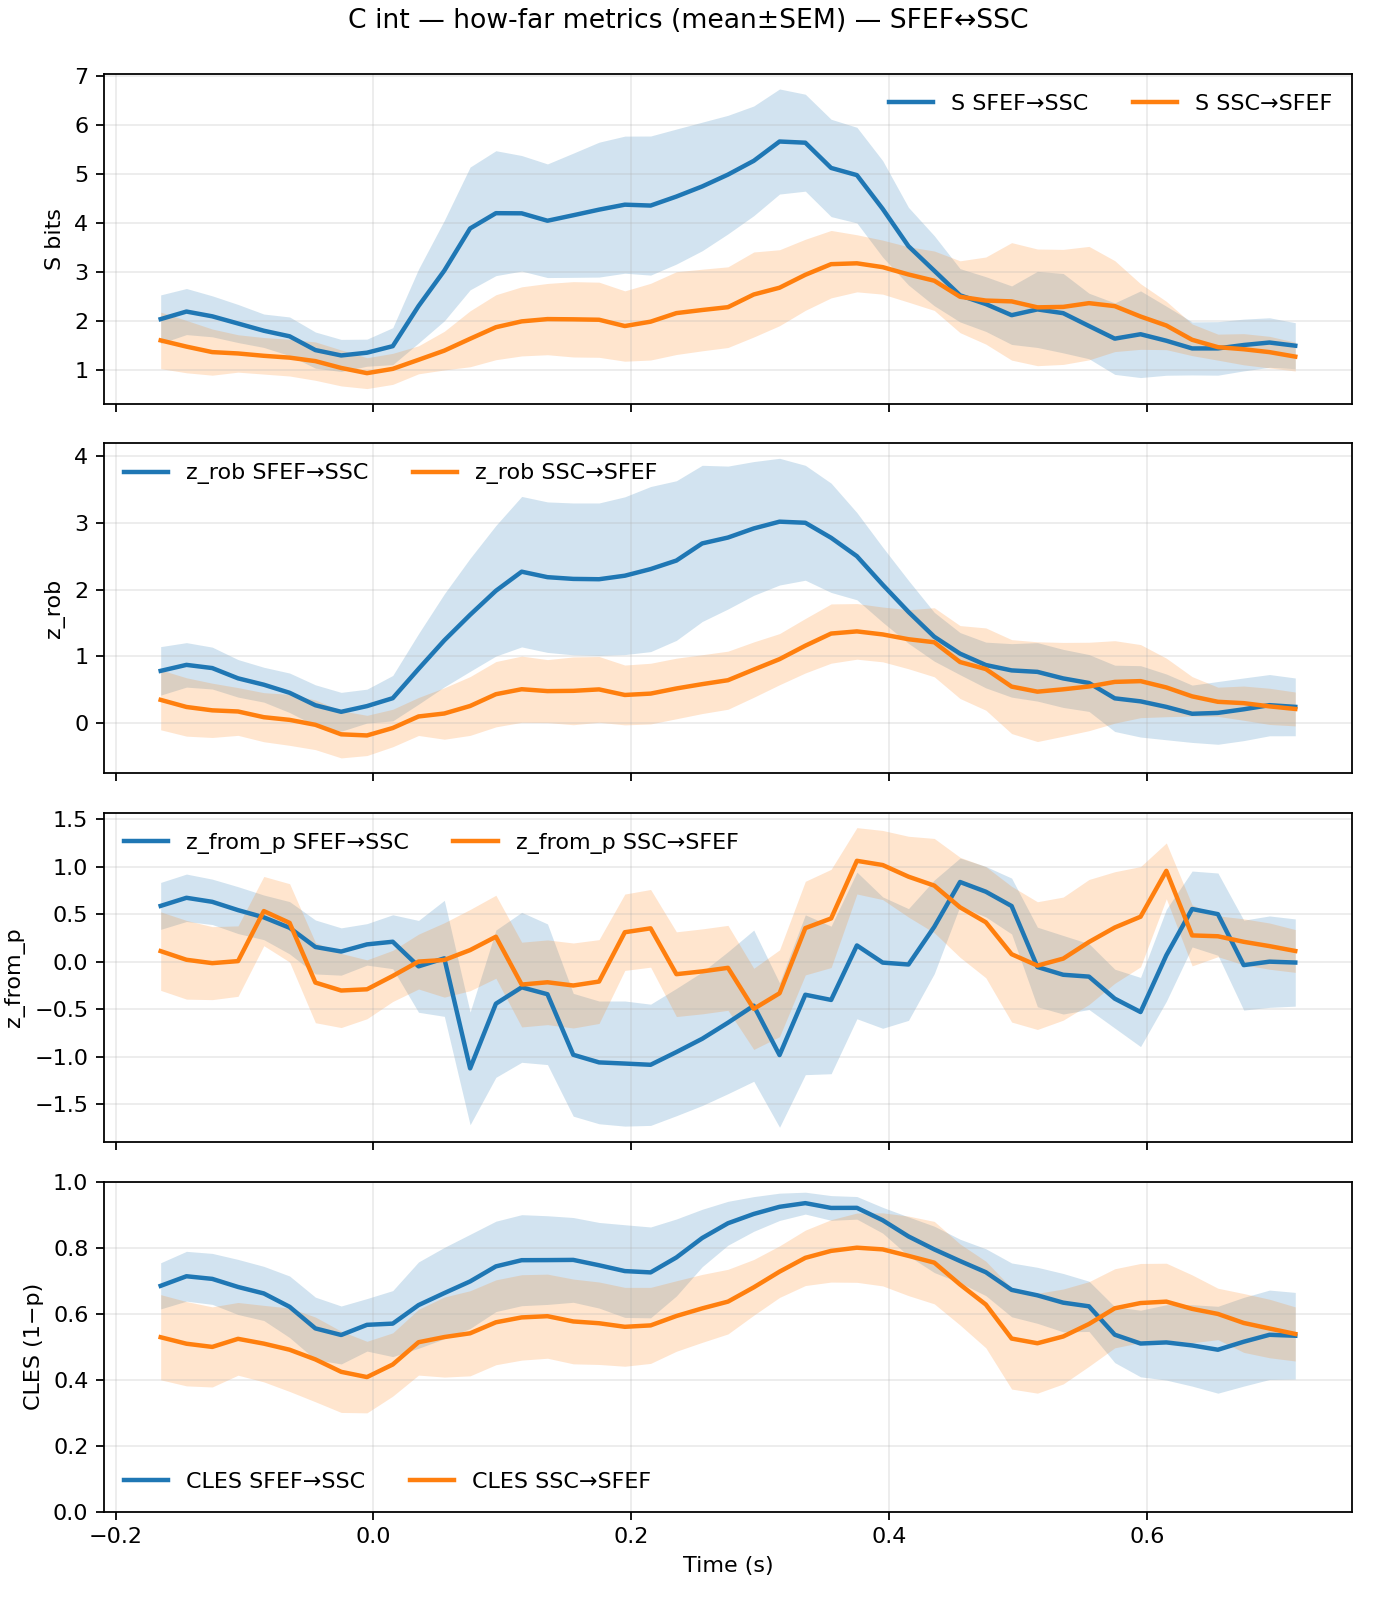 C int — how-far metrics (mean±SEM) — SFEF↔SSC
7
6
5
4
3
2
1
S bits
S SFEF→SSC
S SSC→SFEF
4
3
2
1
0
z_rob
z_rob SFEF→SSC
z_rob SSC→SFEF
1.5
1.0
0.5
0.0
−0.5
−1.0
−1.5
z_from_p
z_from_p SFEF→SSC
z_from_p SSC→SFEF
1.0
0.8
0.6
0.4
0.2
0.0
CLES (1−p)
CLES SFEF→SSC
CLES SSC→SFEF
−0.2
0.0
0.2
0.4
0.6
Time (s)